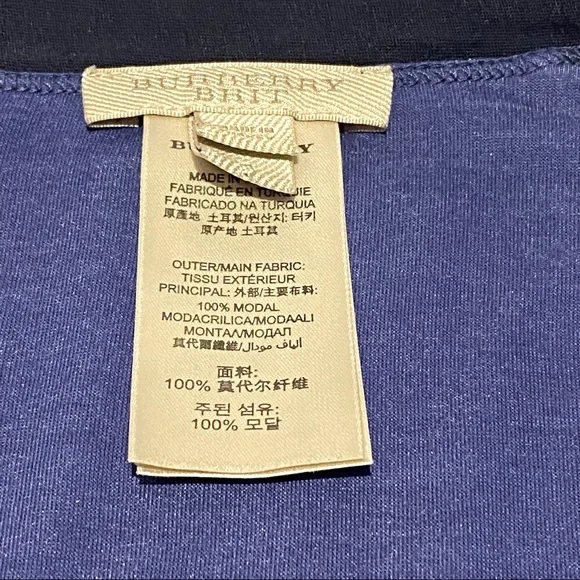 BURBERRY
BRIT
MADE IN
FABRIQUÉ EN TURQUIE
FABRICADO NA TURQUIA
原產地 土耳其/원산지: 터키
原产地 土耳其
OUTER/MAIN FABRIC:
TISSU EXTÉRIEUR
PRINCIPAL: 外部/主要布料:
100% MODAL
MODACRILICA/MODAALI
ΜΟΝΤΑΛ/МОДАЛ
莫代爾纖維/ألياف مودال
面料:
100% 莫代尔纤维
주된 섬유:
100% 모달